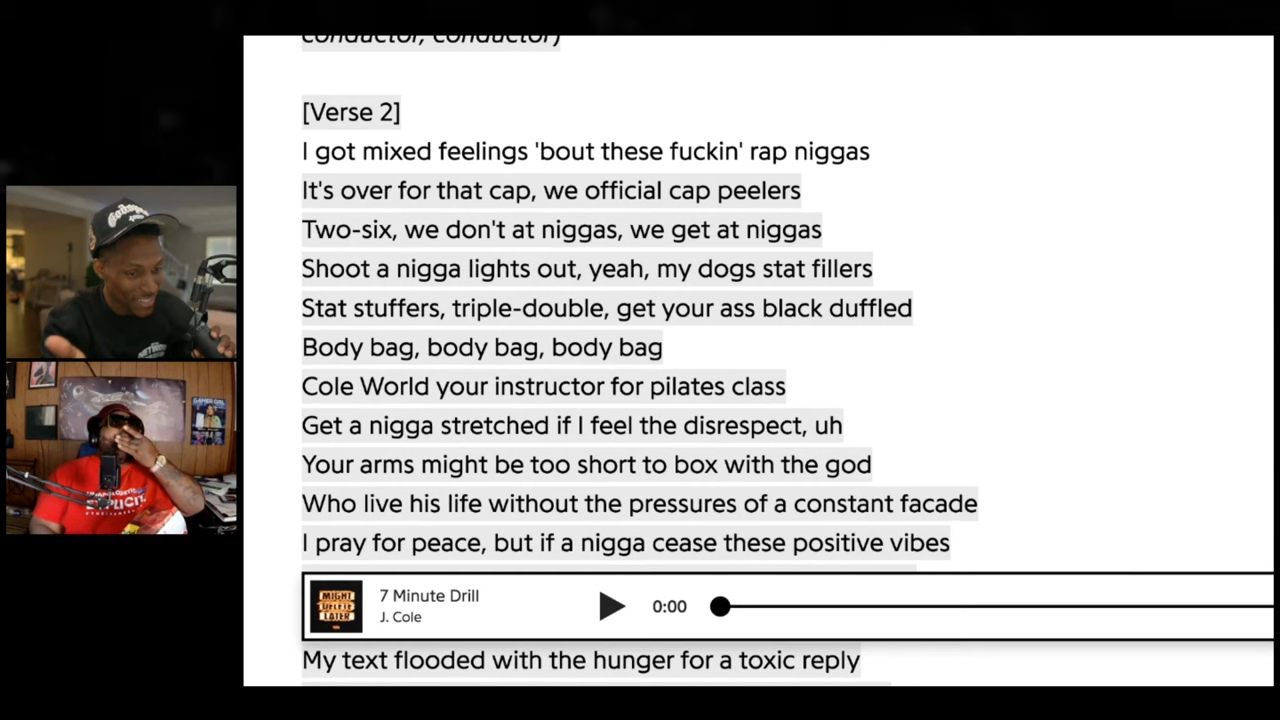 conductor, conductor)
[Verse 2]
I got mixed feelings 'bout these fuckin' rap niggas
It's over for that cap, we official cap peelers
Two-six, we don't at niggas, we get at niggas
Shoot a nigga lights out, yeah, my dogs stat fillers
Stat stuffers, triple-double, get your ass black duffled
Body bag, body bag, body bag
Cole World your instructor for pilates class
Get a nigga stretched if I feel the disrespect, uh
Your arms might be too short to box with the god
Who live his life without the pressures of a constant facade
I pray for peace, but if a nigga cease these positive vibes
MIGHT DELETE LATER
7 Minute Drill
J. Cole
0:00
My text flooded with the hunger for a toxic reply
EXPLICIT